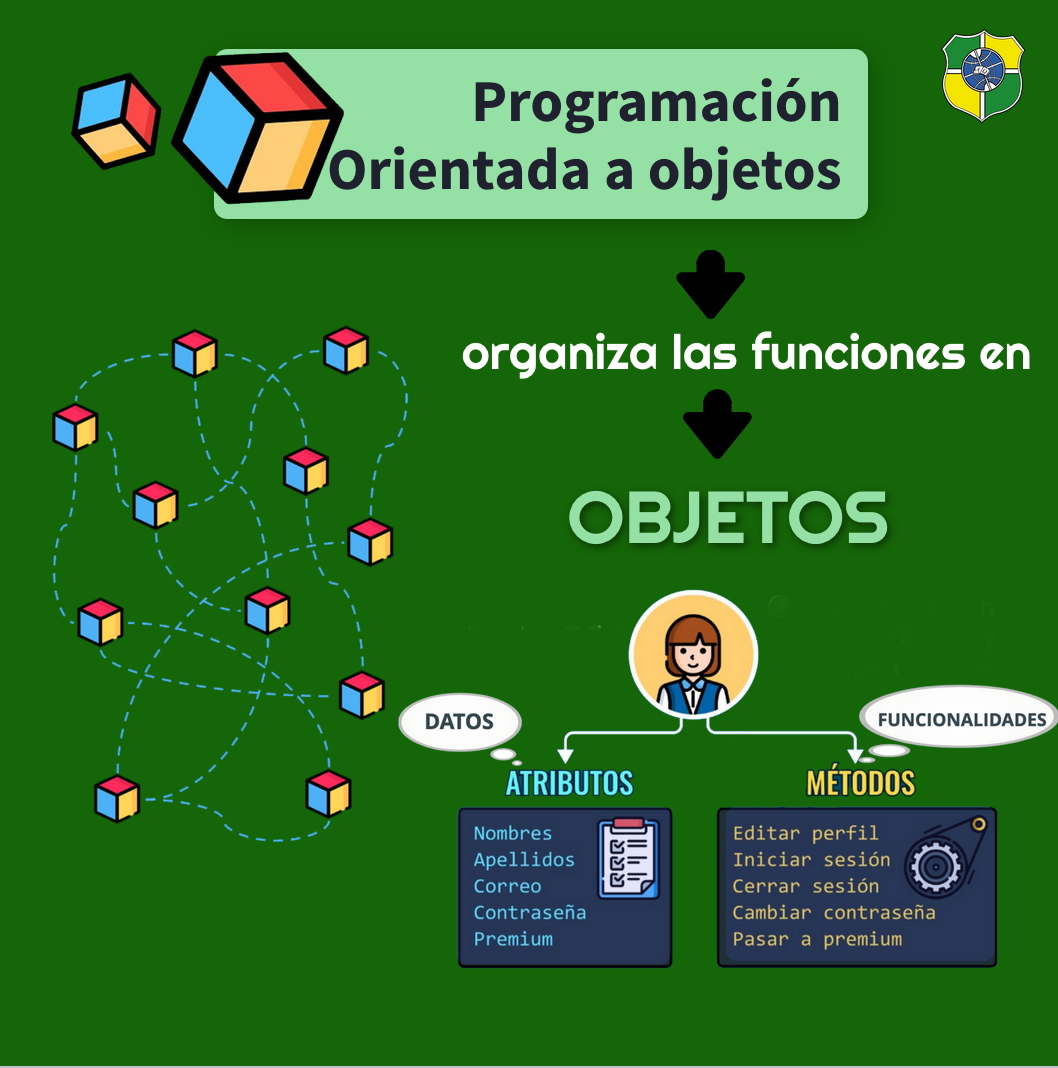 Programación
Orientada a objetos
organiza las funciones en
OBJETOS
DATOS
FUNCIONALIDADES
ATRIBUTOS
Nombres
Apellidos
Correo
Contraseña
Premium
MÉTODOS
Editar perfil
Iniciar sesión
Cerrar sesión
Cambiar contraseña
Pasar a premium